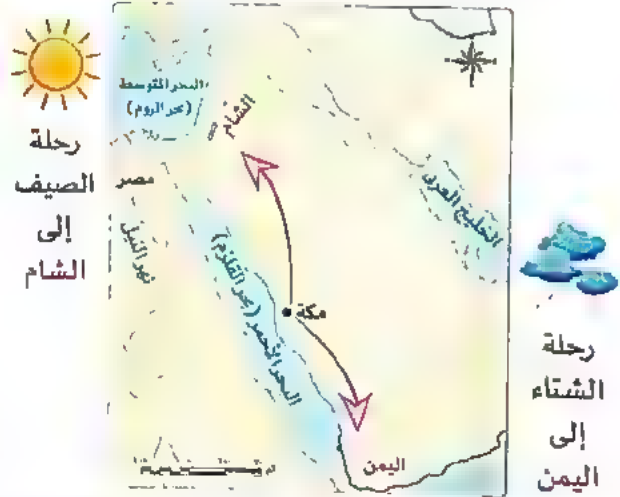 رحلة
الصيف
إلى
الشام
البحر المتوسط
(بحر الروم)
الشام
مصر
نهر النيل
الخليج العربي
البحر الأحمر (بحر القلزم)
مكة
اليمن
رحلة
الشتاء
إلى
اليمن